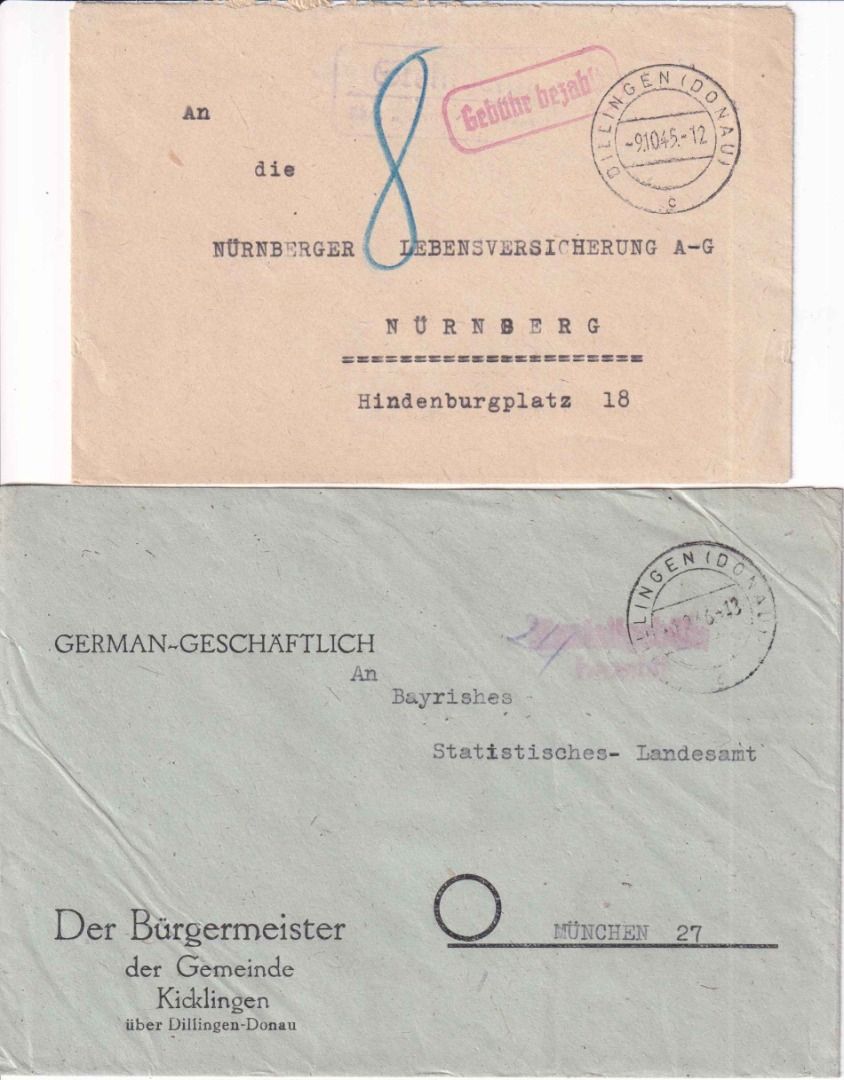 An
8
Gebühr bezahlt
DILLINGEN (DONAU)
-9.10.45.-12
c
die
NÜRNBERGER LEBENSVERSICHERUNG A-G
NÜRNBERG
Hindenburgplatz 18
DILLINGEN (DONAU)
GERMAN-GESCHÄFTLICH
An
Bayrishes
Statistisches- Landesamt
MÜNCHEN 27
Der Bürgermeister
der Gemeinde
Kicklingen
über Dillingen-Donau